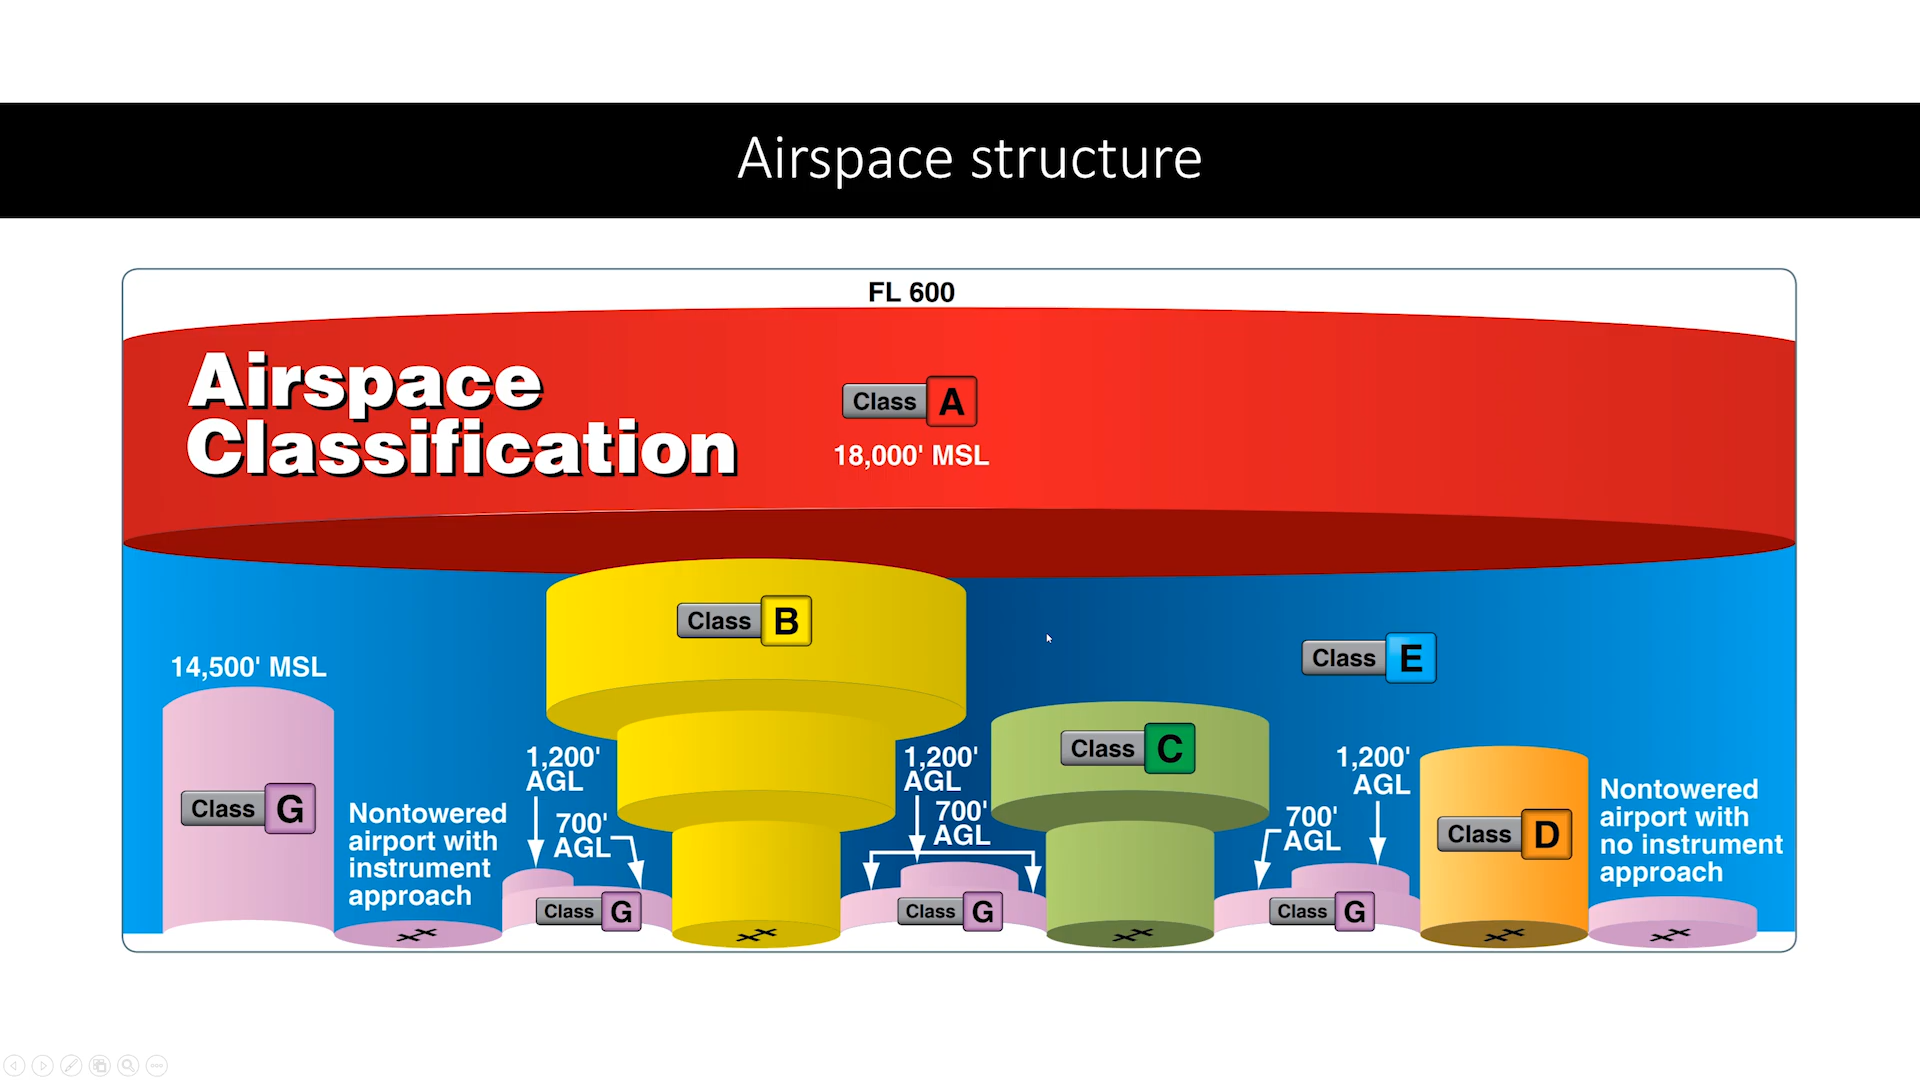 Airspace structure
FL 600
Airspace
Classification
Class A
18,000' MSL
Class B
Class E
14,500' MSL
Class G
Nontowered
airport with
instrument
approach
1,200'
AGL
700'
AGL
Class G
1,200'
AGL
700'
AGL
Class G
Class C
1,200'
AGL
700'
AGL
Class G
Class D
Nontowered
airport with
no instrument
approach